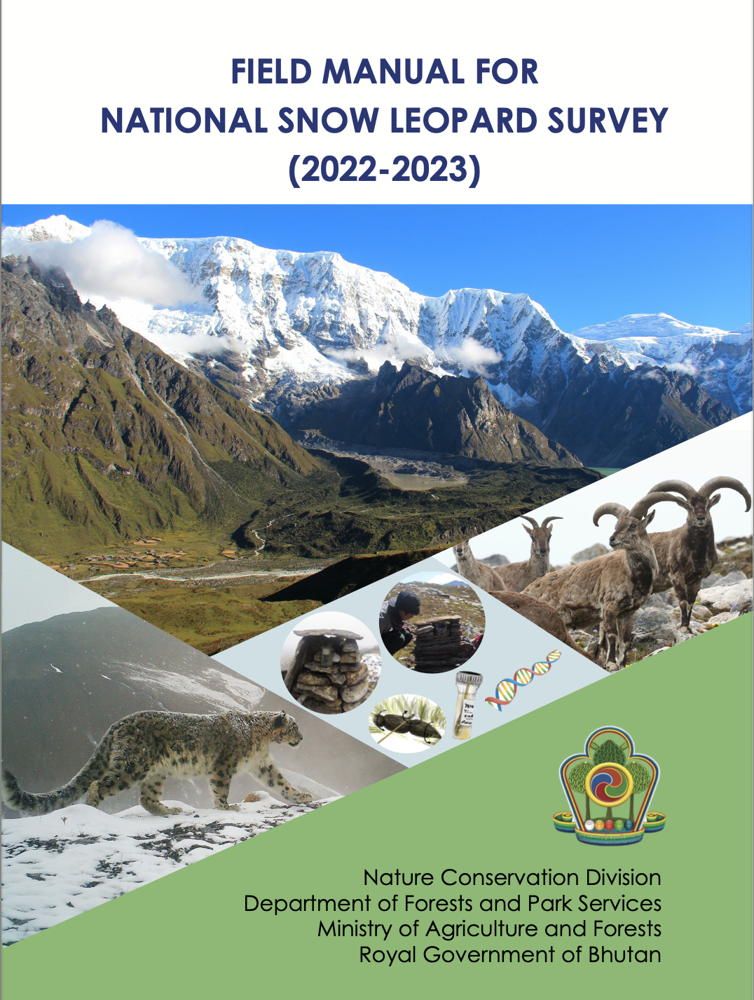 FIELD MANUAL FOR
NATIONAL SNOW LEOPARD SURVEY
(2022-2023)
Nature Conservation Division
Department of Forests and Park Services
Ministry of Agriculture and Forests
Royal Government of Bhutan